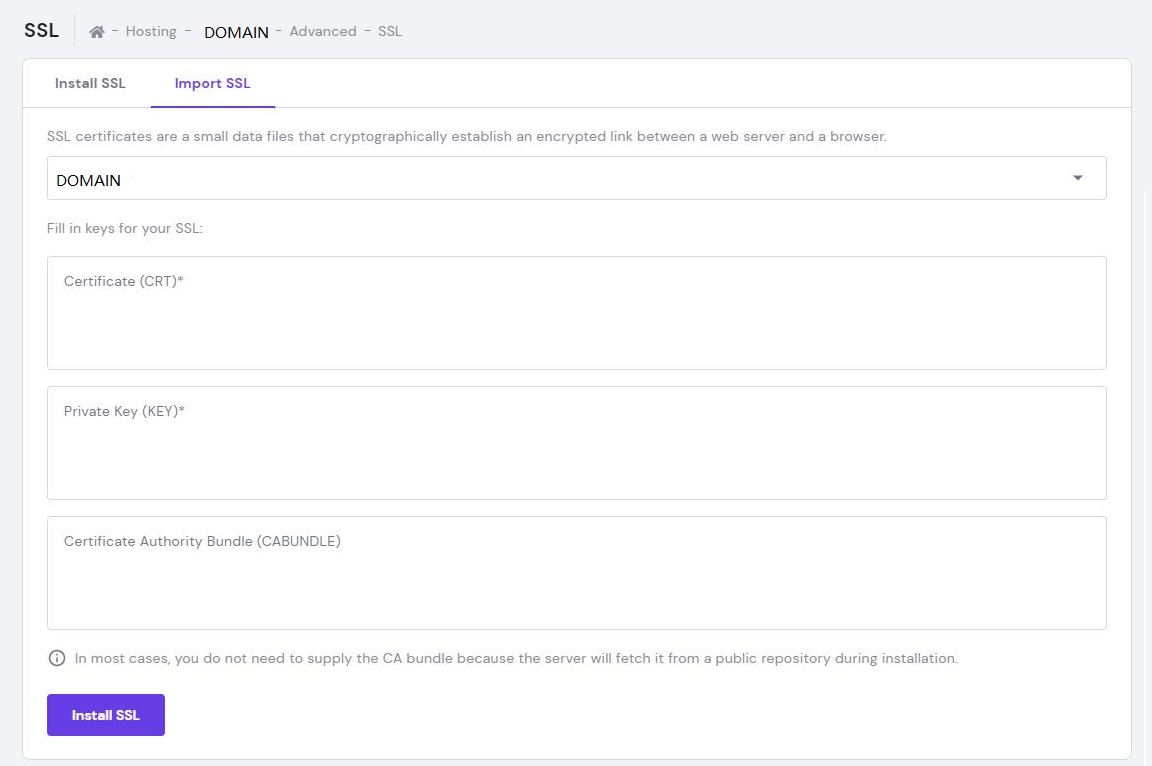 SSL - Hosting - DOMAIN - Advanced - SSL
Install SSL Import SSL
SSL certificates are a small data files that cryptographically establish an encrypted link between a web server and a browser.
DOMAIN
Fill in keys for your SSL:
Certificate (CRT)*
Private Key (KEY)*
Certificate Authority Bundle (CABUNDLE)
In most cases, you do not need to supply the CA bundle because the server will fetch it from a public repository during installation.
Install SSL